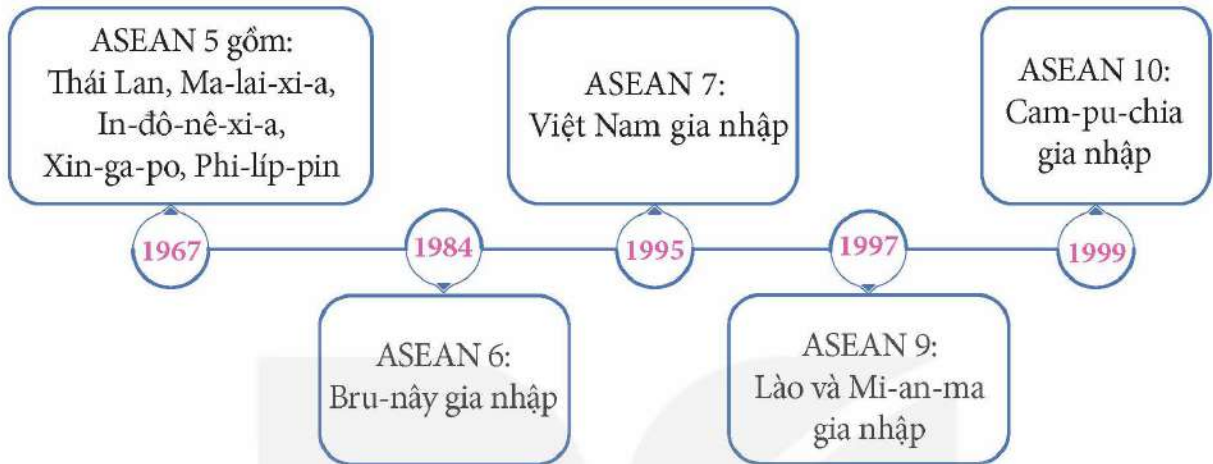 ASEAN 5 gồm:
Thái Lan, Ma-lai-xi-a,
In-đô-nê-xi-a,
Xin-ga-po, Phi-líp-pin
ASEAN 7:
Việt Nam gia nhập
ASEAN 10:
Cam-pu-chia
gia nhập
1967
1984
1995
1997
1999
ASEAN 6:
Bru-nây gia nhập
ASEAN 9:
Lào và Mi-an-ma
gia nhập